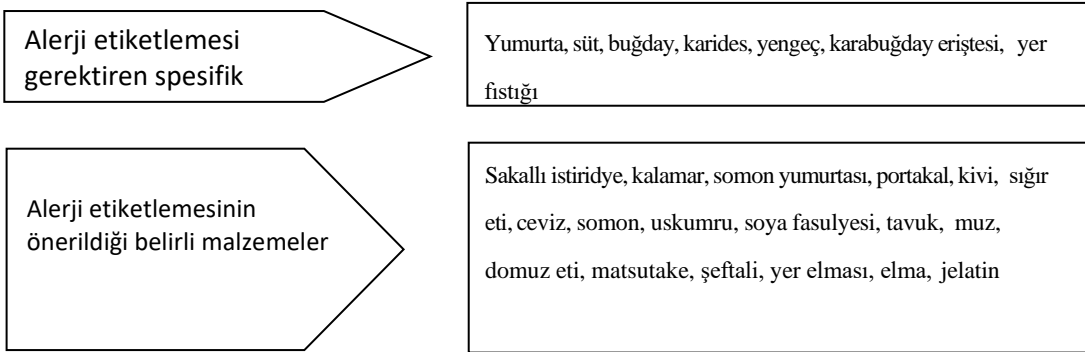 Alerji etiketlemesi
gerektiren spesifik
Yumurta, süt, buğday, karides, yengeç, karabuğday eriştesi, yer
fıstığı
Alerji etiketlemesinin
önerildiği belirli malzemeler
Sakallı istiridye, kalamar, somon yumurtası, portakal, kivi, sığır
eti, ceviz, somon, uskumru, soya fasulyesi, tavuk, muz,
domuz eti, matsutake, şeftali, yer elması, elma, jelatin